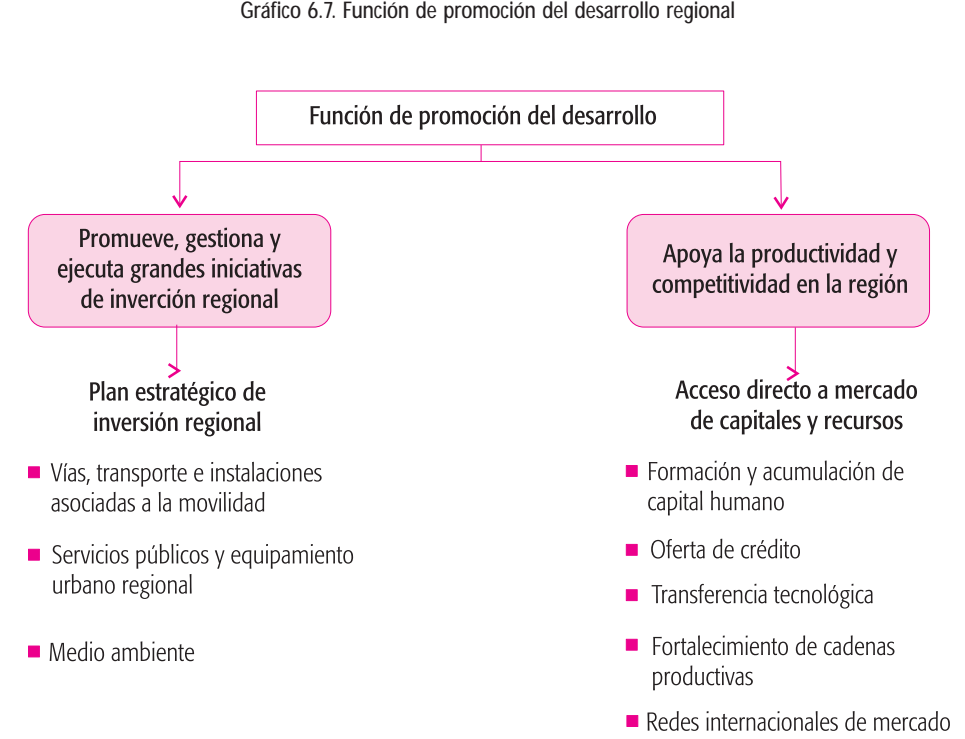 Gráfico 6.7. Función de promoción del desarrollo regional
Función de promoción del desarrollo
Promueve, gestiona y
ejecuta grandes iniciativas
de inverción regional
Plan estratégico de
inversión regional
Vías, transporte e instalaciones
asociadas a la movilidad
Servicios públicos y equipamiento
urbano regional
Medio ambiente
Apoya la productividad y
competitividad en la región
Acceso directo a mercado
de capitales y recursos
Formación y acumulación de
capital humano
Oferta de crédito
Transferencia tecnológica
Fortalecimiento de cadenas
productivas
Redes internacionales de mercado